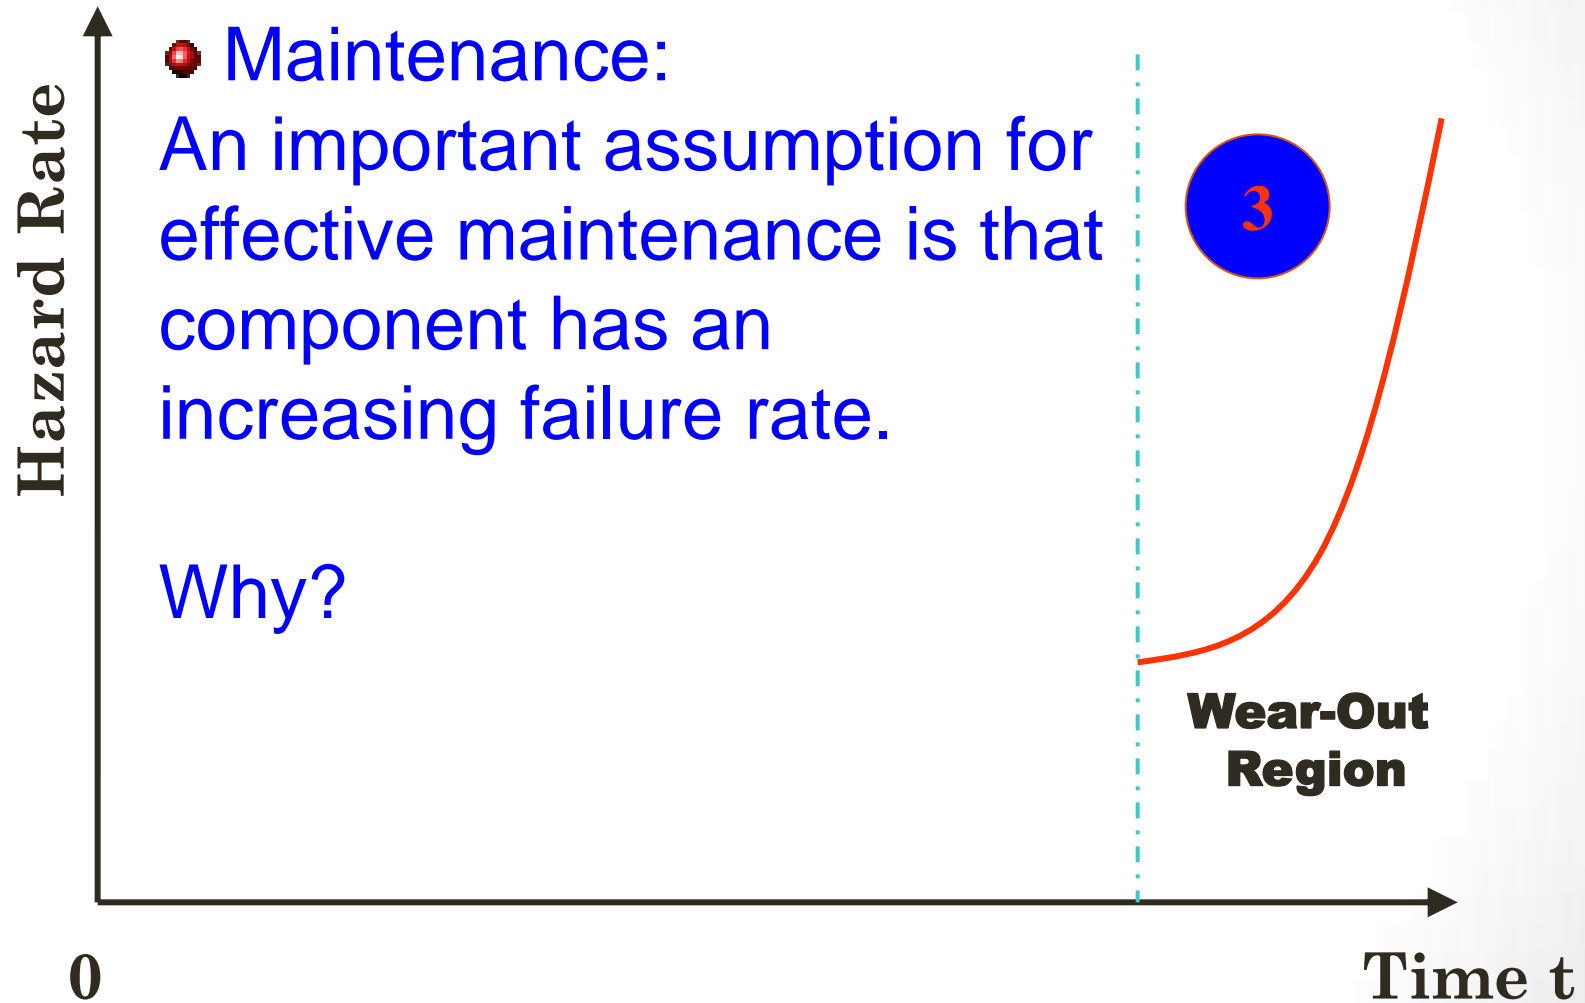 Hazard Rate
Maintenance:
An important assumption for
effective maintenance is that
component has an
increasing failure rate.
Why?
3
Wear-Out
Region
0
Time t